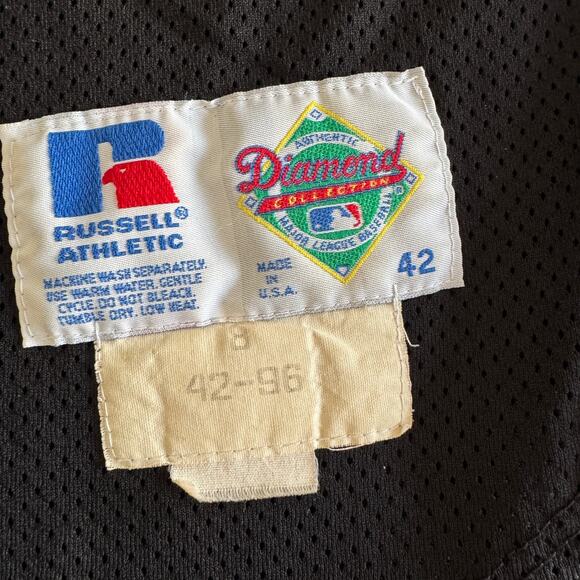 RUSSELL®
ATHLETIC
MACHINE WASH SEPARATELY.
USE WARM WATER, GENTLE
CYCLE. DO NOT BLEACH.
TUMBLE DRY. LOW HEAT.
AUTHENTIC
Diamond
COLLECTION
MAJOR LEAGUE BASEBALL®
MADE
IN
U.S.A.
42
8
42-96